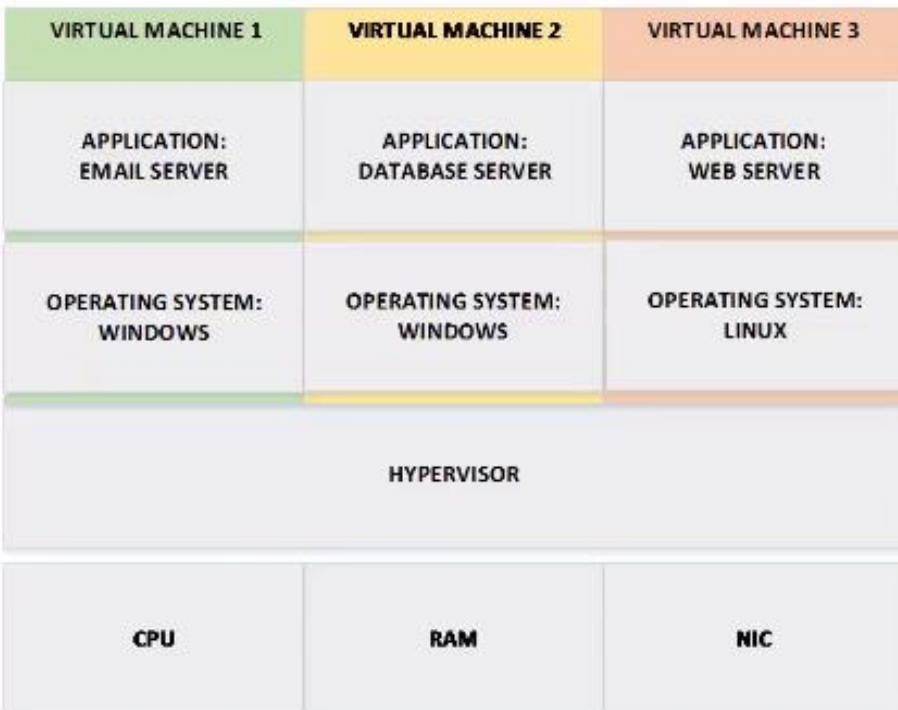 VIRTUAL MACHINE 1
VIRTUAL MACHINE 2
VIRTUAL MACHINE 3
APPLICATION:
EMAIL SERVER
APPLICATION:
DATABASE SERVER
APPLICATION:
WEB SERVER
OPERATING SYSTEM:
WINDOWS
OPERATING SYSTEM:
WINDOWS
OPERATING SYSTEM:
LINUX
HYPERVISOR
CPU
RAM
NIC